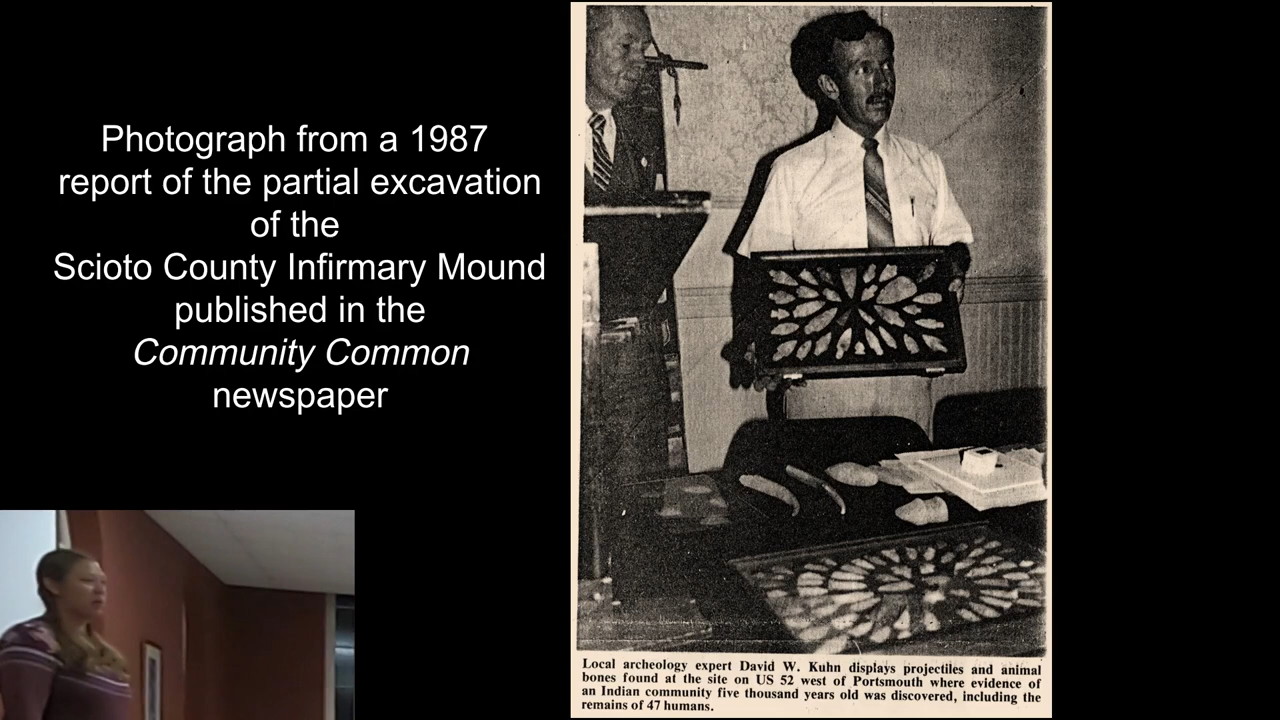 Photograph from a 1987
report of the partial excavation
of the
Scioto County Infirmary Mound
published in the
Community Common
newspaper
Local archeology expert David W. Kuhn displays projectiles and animal
bones found at the site on US 52 west of Portsmouth where evidence of
an Indian community five thousand years old was discovered, including the
remains of 47 humans.